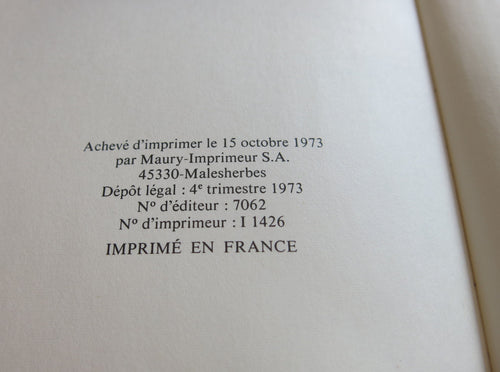 Achevé d'imprimer le 15 octobre 1973
par Maury-Imprimeur S.A.
45330-Malesherbes
Dépôt légal : 4e trimestre 1973
Nº d'éditeur : 7062
Nº d'imprimeur : I 1426
IMPRIMÉ EN FRANCE